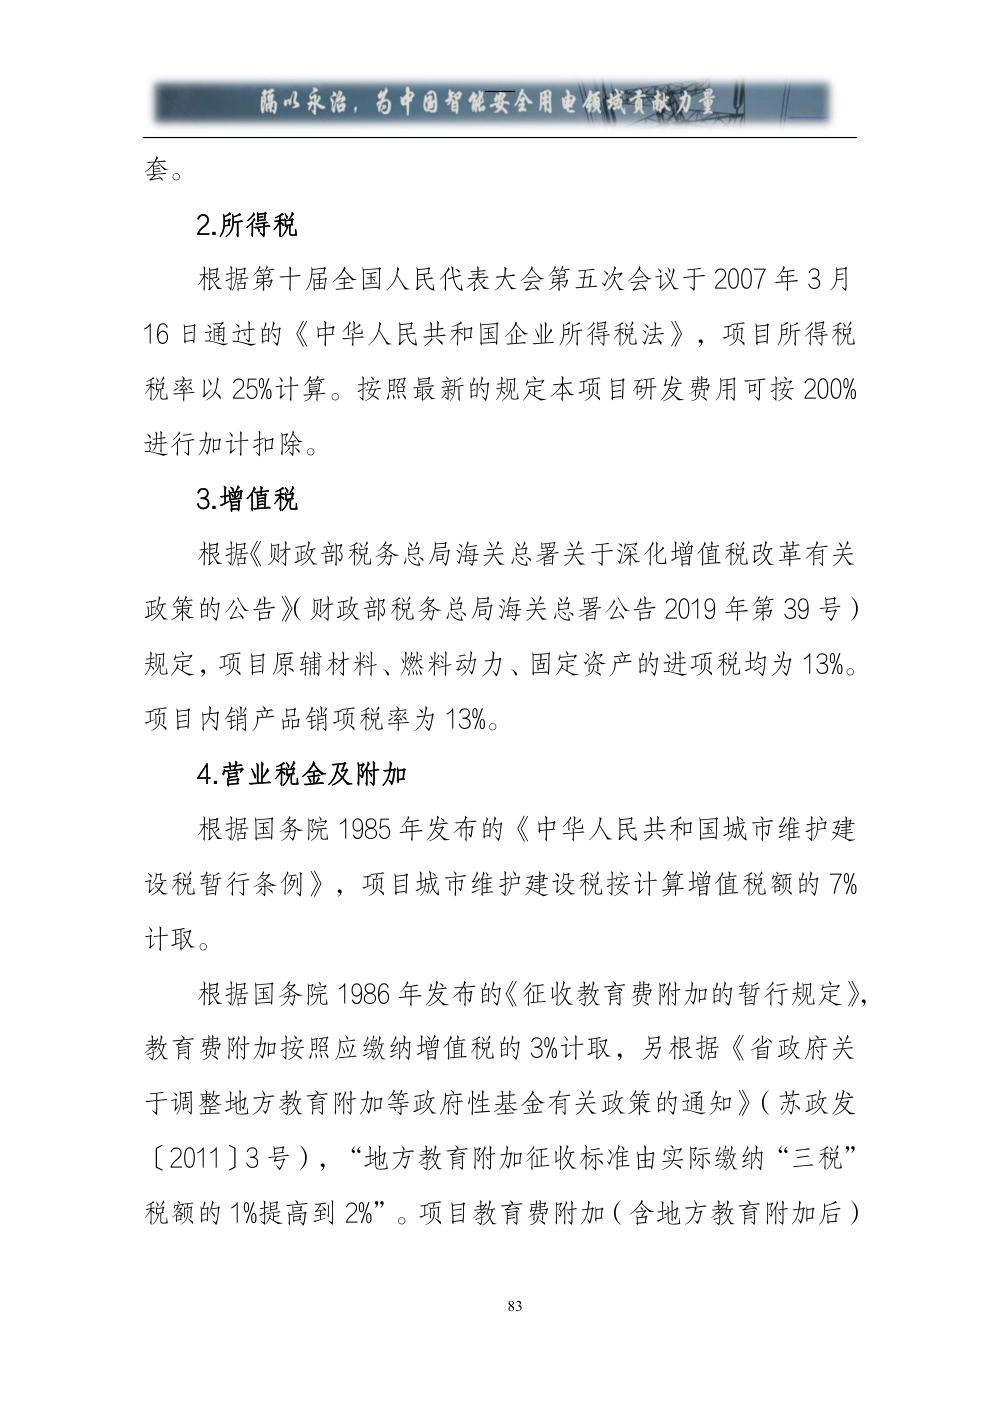 隔以永治，为中国智能安全用电领域贡献力量
套。
2.所得税
根据第十届全国人民代表大会第五次会议于 2007 年 3 月
16 日通过的《中华人民共和国企业所得税法》，项目所得税
税率以 25%计算。按照最新的规定本项目研发费用可按 200%
进行加计扣除。
3.增值税
根据《财政部税务总局海关总署关于深化增值税改革有关
政策的公告》（财政部税务总局海关总署公告 2019 年第 39 号）
规定，项目原辅材料、燃料动力、固定资产的进项税均为 13%。
项目内销产品销项税率为 13%。
4.营业税金及附加
根据国务院 1985 年发布的《中华人民共和国城市维护建
设税暂行条例》，项目城市维护建设税按计算增值税额的 7%
计取。
根据国务院 1986 年发布的《征收教育费附加的暂行规定》，
教育费附加按照应缴纳增值税的 3%计取，另根据《省政府关
于调整地方教育附加等政府性基金有关政策的通知》（苏政发
〔2011〕3 号），“地方教育附加征收标准由实际缴纳“三税”
税额的 1%提高到 2%”。项目教育费附加（含地方教育附加后）
83